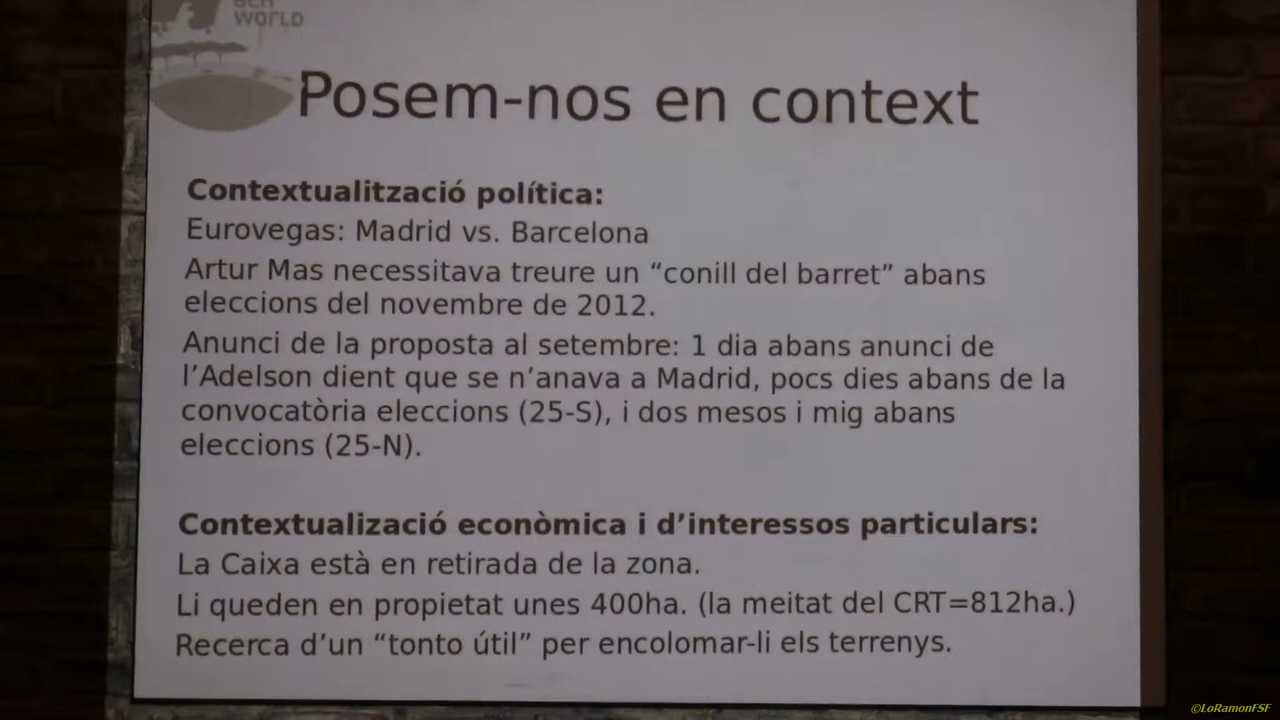 BCN
WORLD
Posem-nos en context
Contextualització política:
Eurovegas: Madrid vs. Barcelona
Artur Mas necessitava treure un “conill del barret” abans
eleccions del novembre de 2012.
Anunci de la proposta al setembre: 1 dia abans anunci de
l’Adelson dient que se n’anava a Madrid, pocs dies abans de la
convocatòria eleccions (25-S), i dos mesos i mig abans
eleccions (25-N).
Contextualizació econòmica i d’interessos particulars:
La Caixa està en retirada de la zona.
Li queden en propietat unes 400ha. (la meitat del CRT=812ha.)
Recerca d’un “tonto útil” per encolomar-li els terrenys.
©LoRamonFSF